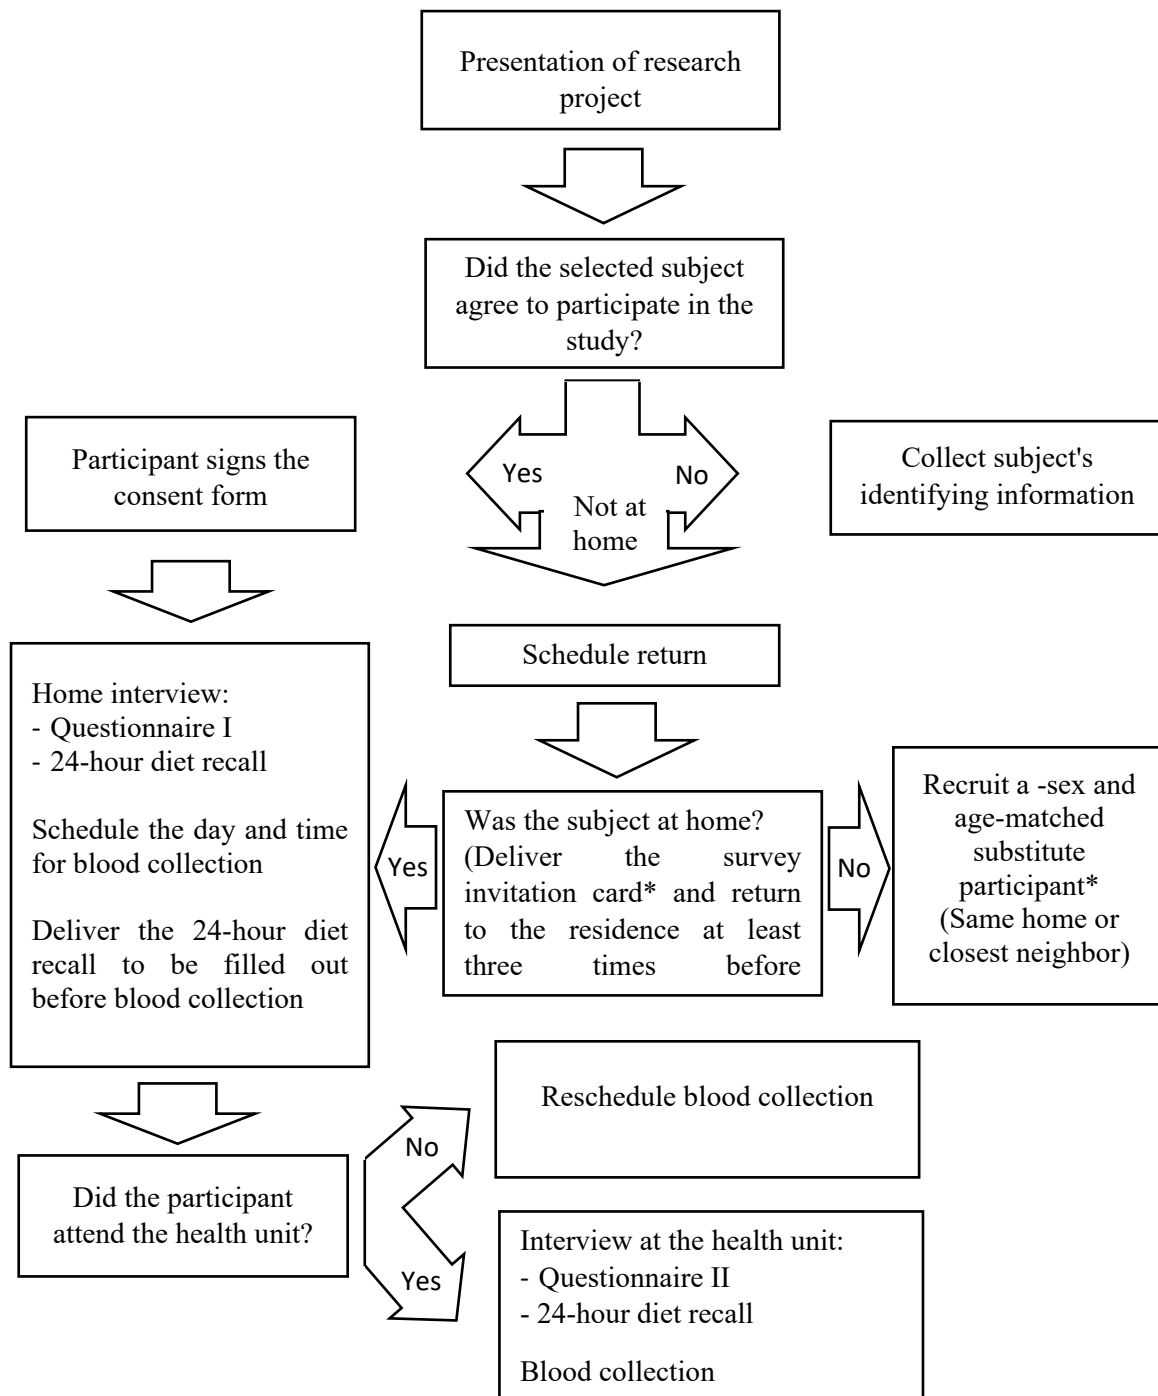 Presentation of research
project
Did the selected subject
agree to participate in the
study?
Yes
No
Not at
home
Participant signs the
consent form
Collect subject's
identifying information
Schedule return
Home interview:
- Questionnaire I
- 24-hour diet recall
Schedule the day and time
for blood collection
Deliver the 24-hour diet
recall to be filled out
before blood collection
Yes
Was the subject at home?
(Deliver the survey
invitation card* and return
to the residence at least
three times before
No
Recruit a -sex and
age-matched
substitute
participant*
(Same home or
closest neighbor)
Did the participant
attend the health unit?
No
Reschedule blood collection
Yes
Interview at the health unit:
- Questionnaire II
- 24-hour diet recall
Blood collection